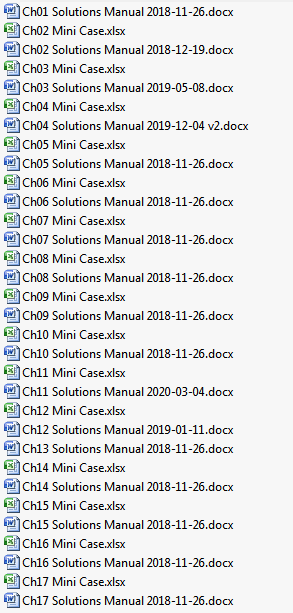 Ch01 Solutions Manual 2018-11-26.docx
Ch02 Mini Case.xlsx
Ch02 Solutions Manual 2018-12-19.docx
Ch03 Mini Case.xlsx
Ch03 Solutions Manual 2019-05-08.docx
Ch04 Mini Case.xlsx
Ch04 Solutions Manual 2019-12-04 v2.docx
Ch05 Mini Case.xlsx
Ch05 Solutions Manual 2018-11-26.docx
Ch06 Mini Case.xlsx
Ch06 Solutions Manual 2018-11-26.docx
Ch07 Mini Case.xlsx
Ch07 Solutions Manual 2018-11-26.docx
Ch08 Mini Case.xlsx
Ch08 Solutions Manual 2018-11-26.docx
Ch09 Mini Case.xlsx
Ch09 Solutions Manual 2018-11-26.docx
Ch10 Mini Case.xlsx
Ch10 Solutions Manual 2018-11-26.docx
Ch11 Mini Case.xlsx
Ch11 Solutions Manual 2020-03-04.docx
Ch12 Mini Case.xlsx
Ch12 Solutions Manual 2019-01-11.docx
Ch13 Solutions Manual 2018-11-26.docx
Ch14 Mini Case.xlsx
Ch14 Solutions Manual 2018-11-26.docx
Ch15 Mini Case.xlsx
Ch15 Solutions Manual 2018-11-26.docx
Ch16 Mini Case.xlsx
Ch16 Solutions Manual 2018-11-26.docx
Ch17 Mini Case.xlsx
Ch17 Solutions Manual 2018-11-26.docx